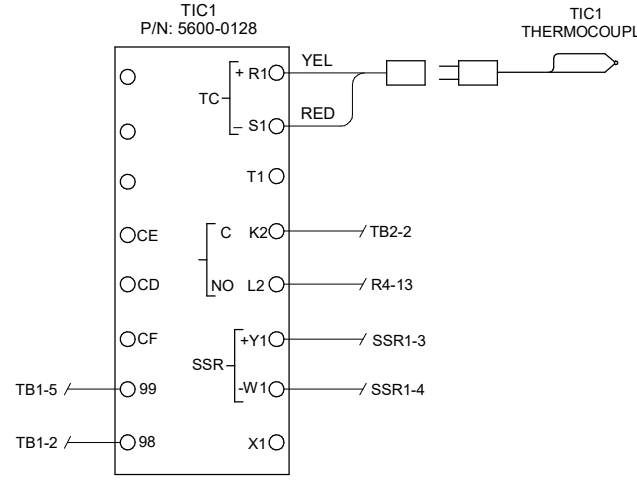 TIC1
P/N: 5600-0128
TIC1
THERMOCOUPL
+ R1 YEL
TC
– S1 RED
T1
CE C K2 TB2-2
CD NO L2 R4-13
CF +Y1 SSR1-3
SSR
TB1-5 99 -W1 SSR1-4
TB1-2 98 X1